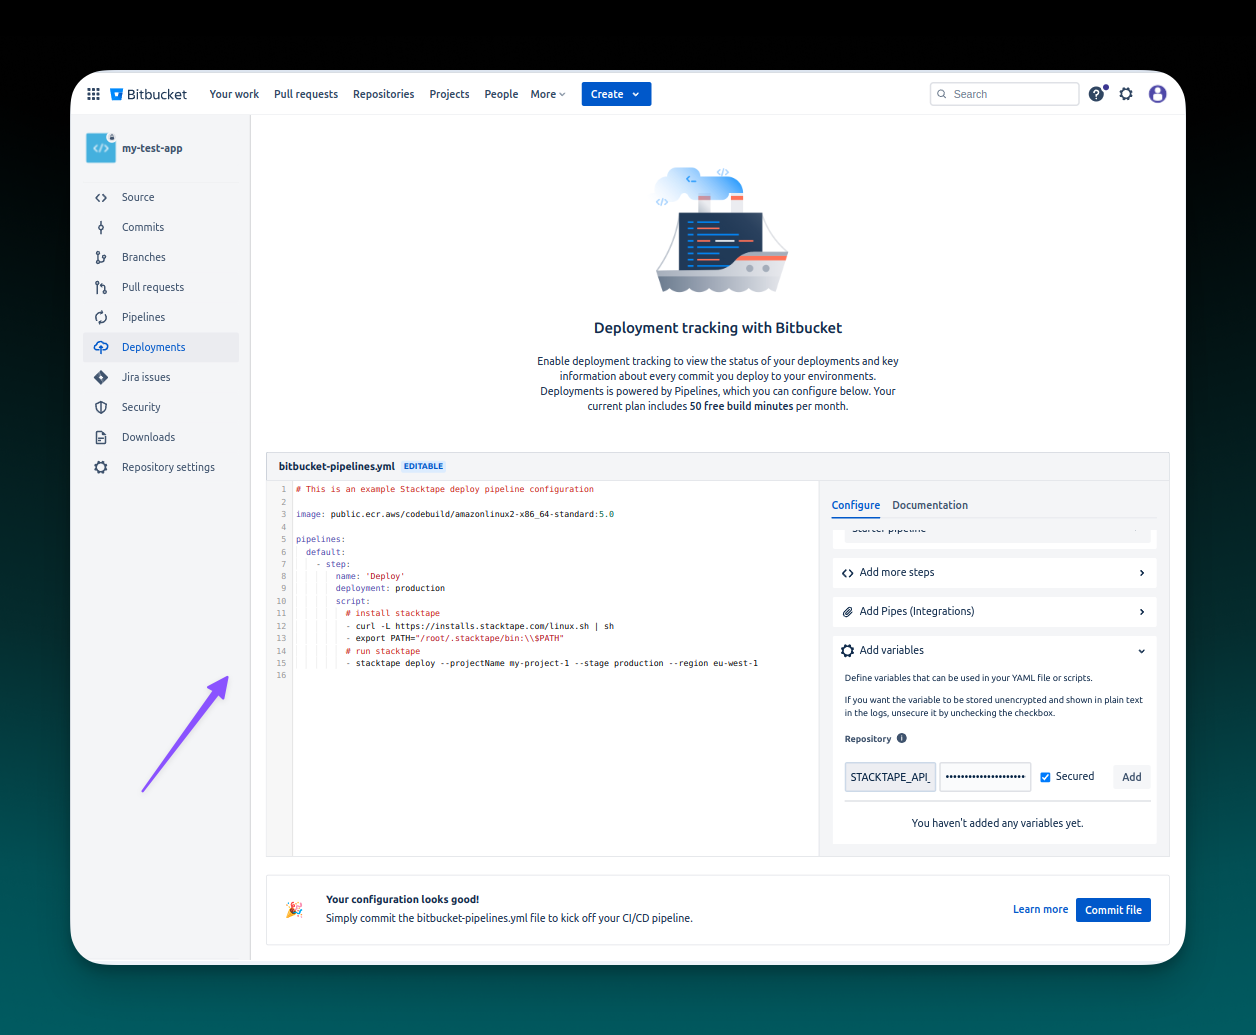 Bitbucket
Your work
Pull requests
Repositories
Projects
People
More
Create
Search
my-test-app
Source
Commits
Branches
Pull requests
Pipelines
Deployments
Jira issues
Security
Downloads
Repository settings
Deployment tracking with Bitbucket
Enable deployment tracking to view the status of your deployments and key
information about every commit you deploy to your environments.
Deployments is powered by Pipelines, which you can configure below. Your
current plan includes 50 free build minutes per month.
bitbucket-pipelines.yml EDITABLE
1 # This is an example Stacktape deploy pipeline configuration
2
3 image: public.ecr.aws/codebuild/amazonlinux2-x86_64-standard:5.0
4
5 pipelines:
6 default:
7 - step:
8 name: 'Deploy'
9 deployment: production
10 script:
11 # install stacktape
12 - curl -L https://installs.stacktape.com/linux.sh | sh
13 - export PATH="/root/.stacktape/bin:\\$PATH"
14 # run stacktape
15 - stacktape deploy --projectName my-project-1 --stage production --region eu-west-1
16
Configure
Documentation
Starter pipeline
Add more steps
Add Pipes (Integrations)
Add variables
Define variables that can be used in your YAML file or scripts.
If you want the variable to be stored unencrypted and shown in plain text
in the logs, unsecure it by unchecking the checkbox.
Repository
STACKTAPE_API_
•••••••••••••••••••••
Secured
Add
You haven't added any variables yet.
Your configuration looks good!
Simply commit the bitbucket-pipelines.yml file to kick off your CI/CD pipeline.
Learn more
Commit file